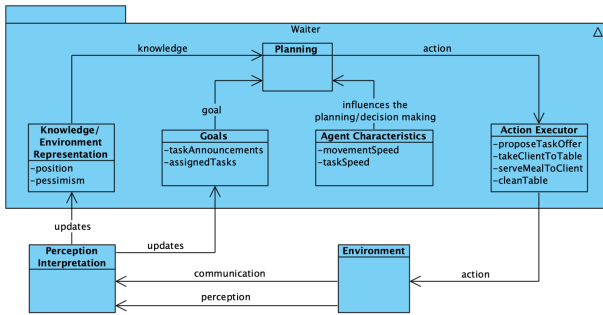 Waiter
knowledge
Planning
action
goal
influences the
planning/decision making
Knowledge/
Environment
Representation
-position
-pessimism
Goals
-taskAnnouncements
-assignedTasks
Agent Characteristics
-movementSpeed
-taskSpeed
Action Executor
-proposeTaskOffer
-takeClientToTable
-serveMealToClient
-cleanTable
updates
updates
Perception
Interpretation
communication
perception
Environment
action